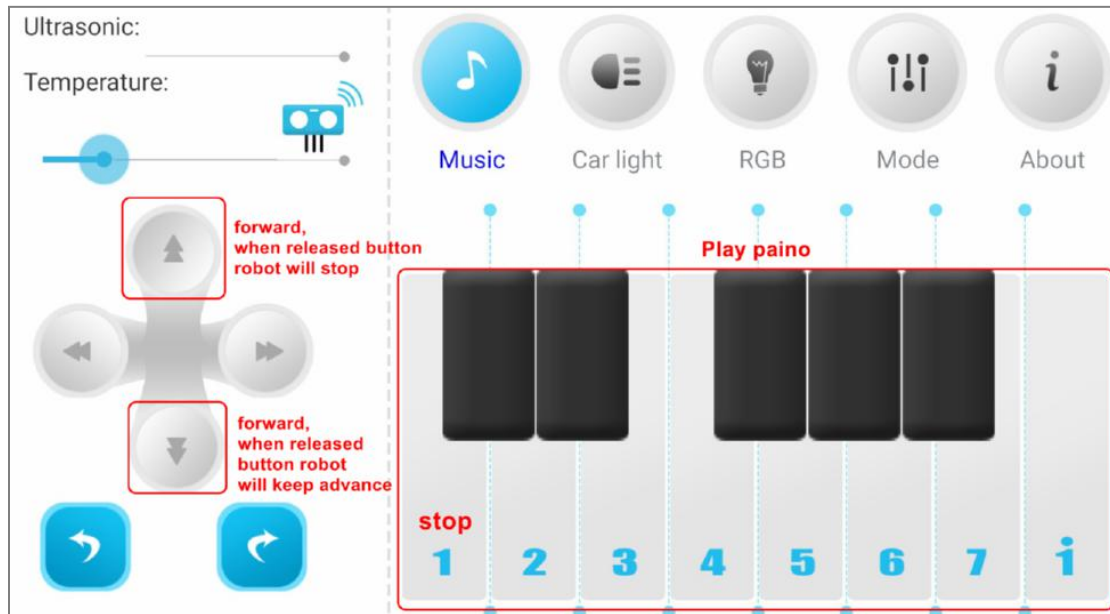 Ultrasonic:
Temperature:
Music
Car light
RGB
Mode
i
About
forward,
when released button
robot will stop
forward,
when released
button robot
will keep advance
Play paino
stop
1 2 3 4 5 6 7 i